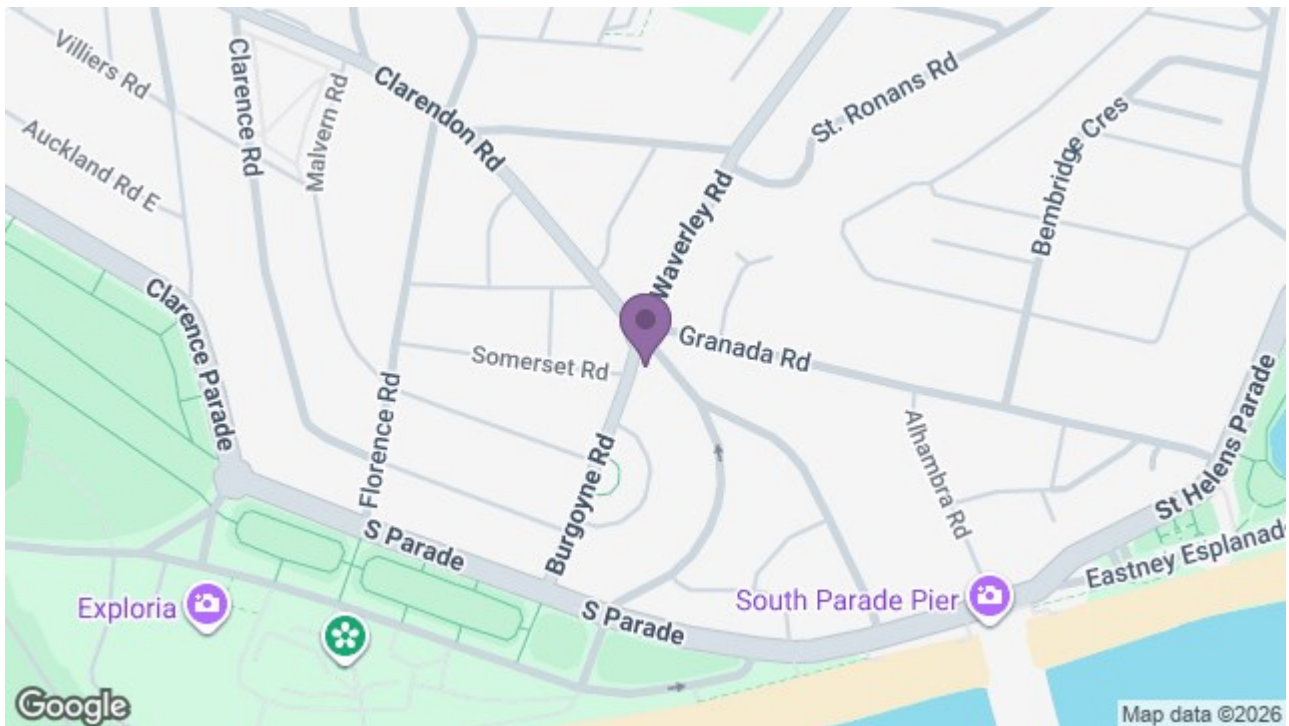 Villiers Rd
Clarence Rd
Malvern Rd
Clarendon Rd
St. Ronans Rd
Auckland Rd E
Bembridge Cres
Waverley Rd
Clarence Parade
Granada Rd
Somerset Rd
Florence Rd
Alhambra Rd
St Helens Parade
Burgoyne Rd
S Parade
Eastney Esplanade
Exploria
South Parade Pier
S Parade
Google
Map data ©2026